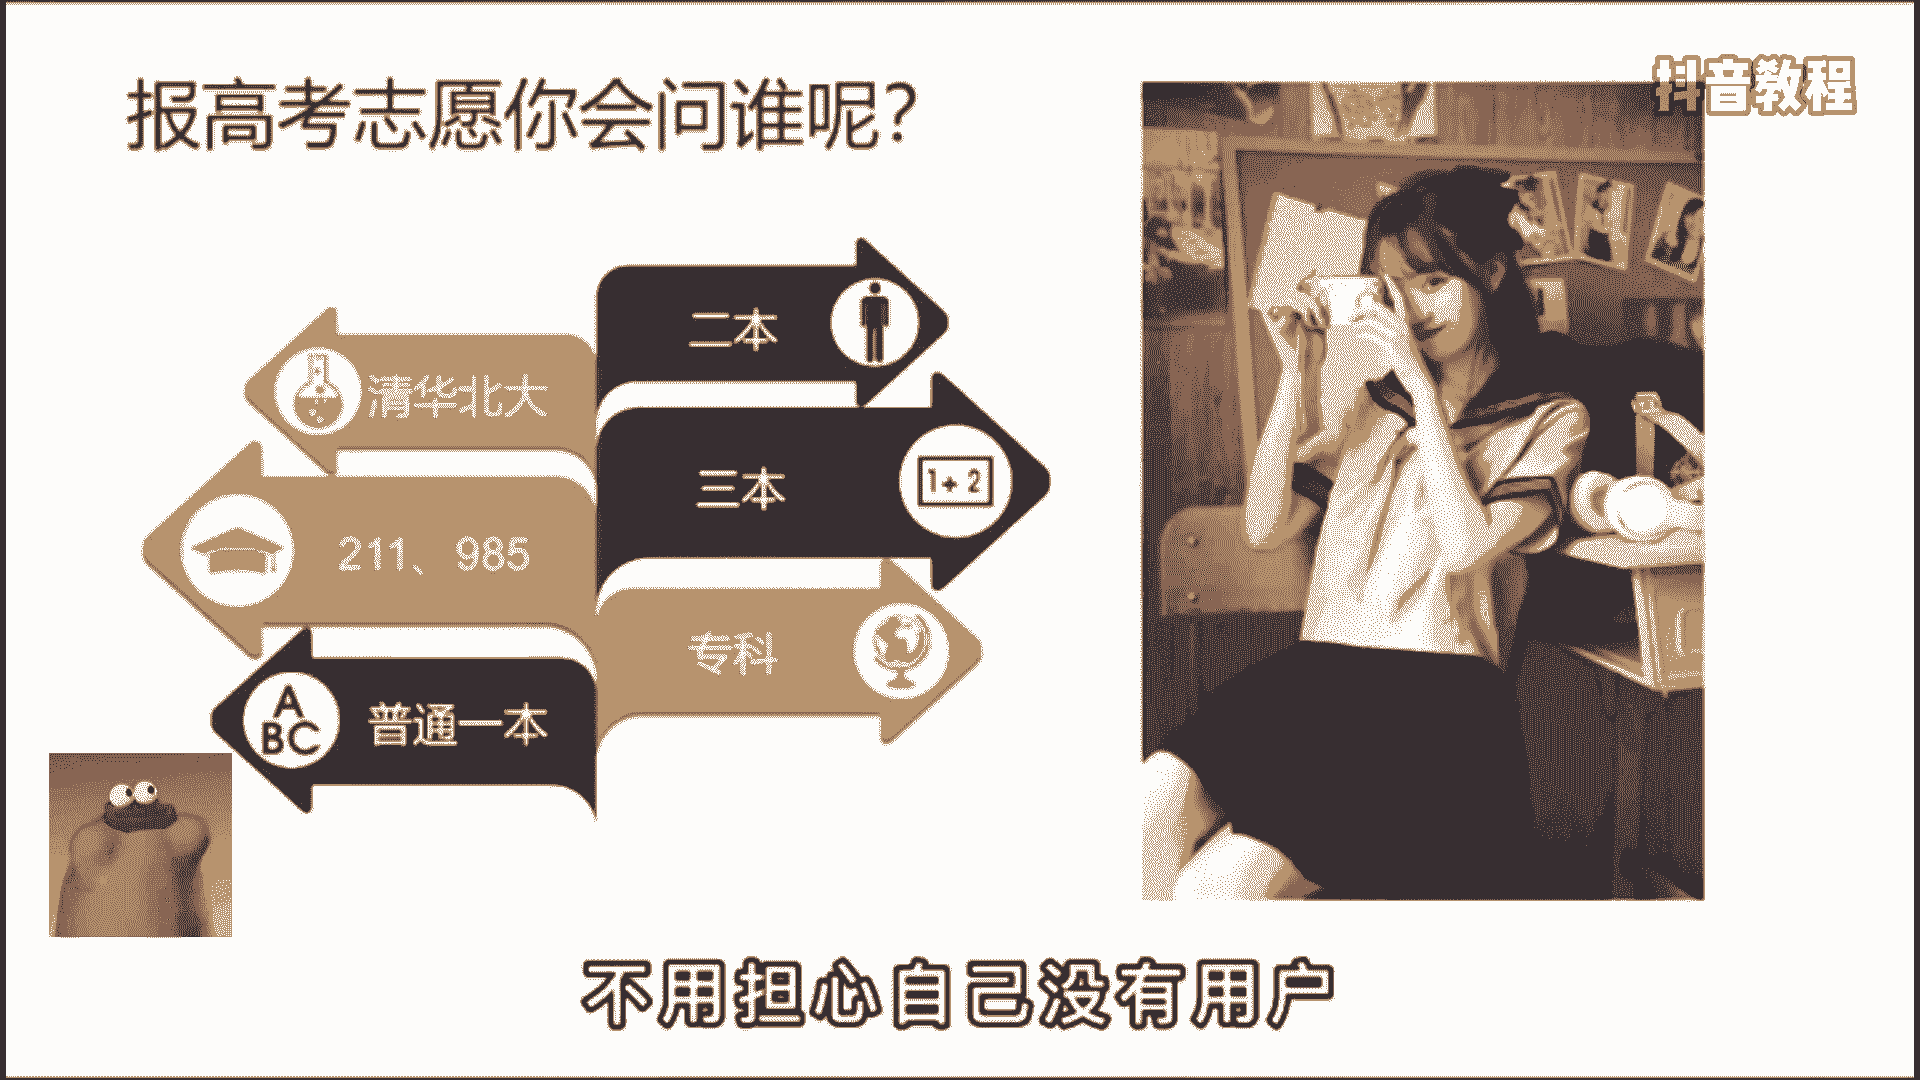 抖音教程
报高考志愿你会问谁呢？
二本
清华北大
三本
1+2
211、985
专科
A
BC
普通一本
不用担心自己没有用户